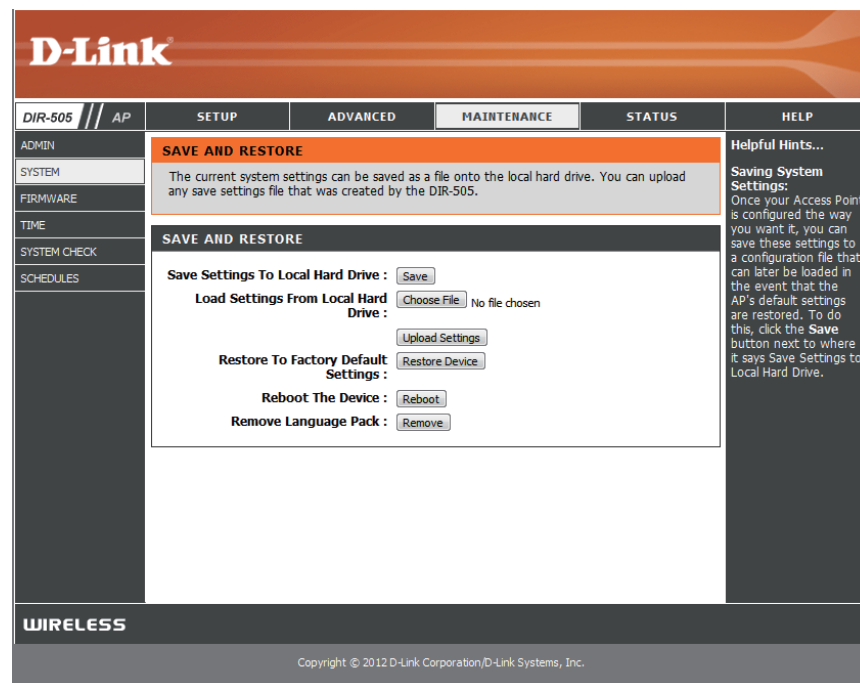 D-Link
DIR-505 // AP
SETUP
ADVANCED
MAINTENANCE
STATUS
HELP
ADMIN
SYSTEM
FIRMWARE
TIME
SYSTEM CHECK
SCHEDULES
SAVE AND RESTORE
The current system settings can be saved as a file onto the local hard drive. You can upload
any save settings file that was created by the DIR-505.
SAVE AND RESTORE
Save Settings To Local Hard Drive : Save
Load Settings From Local Hard
Drive :
Choose File No file chosen
Upload Settings
Restore To Factory Default
Settings :
Restore Device
Reboot The Device : Reboot
Remove Language Pack : Remove
Helpful Hints...
Saving System
Settings:
Once your Access Point
is configured the way
you want it, you can
save these settings to
a configuration file that
can later be loaded in
the event that the
AP's default settings
are restored. To do
this, click the Save
button next to where
it says Save Settings to
Local Hard Drive.
WIRELESS
Copyright © 2012 D-Link Corporation/D-Link Systems, Inc.